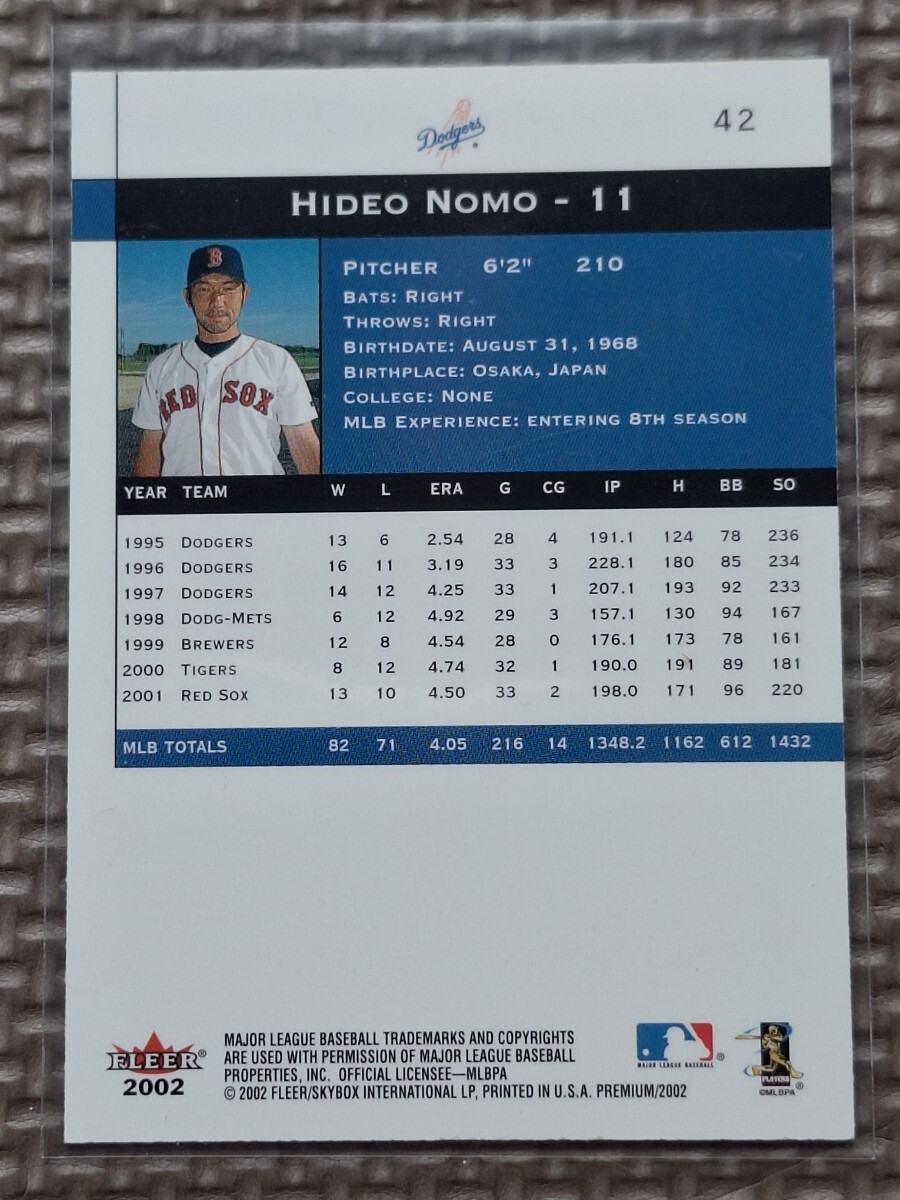 Dodgers
42
HIDEO NOMO - 11
B
RED SOX
PITCHER 6'2" 210
BATS: RIGHT
THROWS: RIGHT
BIRTHDATE: AUGUST 31, 1968
BIRTHPLACE: OSAKA, JAPAN
COLLEGE: NONE
MLB EXPERIENCE: ENTERING 8TH SEASON
YEAR TEAM W L ERA G CG IP H BB SO
1995 DODGERS 13 6 2.54 28 4 191.1 124 78 236
1996 DODGERS 16 11 3.19 33 3 228.1 180 85 234
1997 DODGERS 14 12 4.25 33 1 207.1 193 92 233
1998 DODG-METS 6 12 4.92 29 3 157.1 130 94 167
1999 BREWERS 12 8 4.54 28 0 176.1 173 78 161
2000 TIGERS 8 12 4.74 32 1 190.0 191 89 181
2001 RED SOX 13 10 4.50 33 2 198.0 171 96 220
MLB TOTALS 82 71 4.05 216 14 1348.2 1162 612 1432
FLEER®
2002
MAJOR LEAGUE BASEBALL TRADEMARKS AND COPYRIGHTS
ARE USED WITH PERMISSION OF MAJOR LEAGUE BASEBALL
PROPERTIES, INC. OFFICIAL LICENSEE—MLBPA
© 2002 FLEER/SKYBOX INTERNATIONAL LP, PRINTED IN U.S.A. PREMIUM/2002
MAJOR LEAGUE BASEBALL ®
PLAYERS ®
©MLBPA